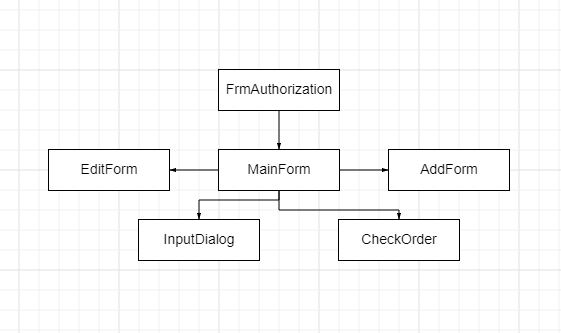 FrmAuthorization
EditForm
MainForm
AddForm
InputDialog
CheckOrder